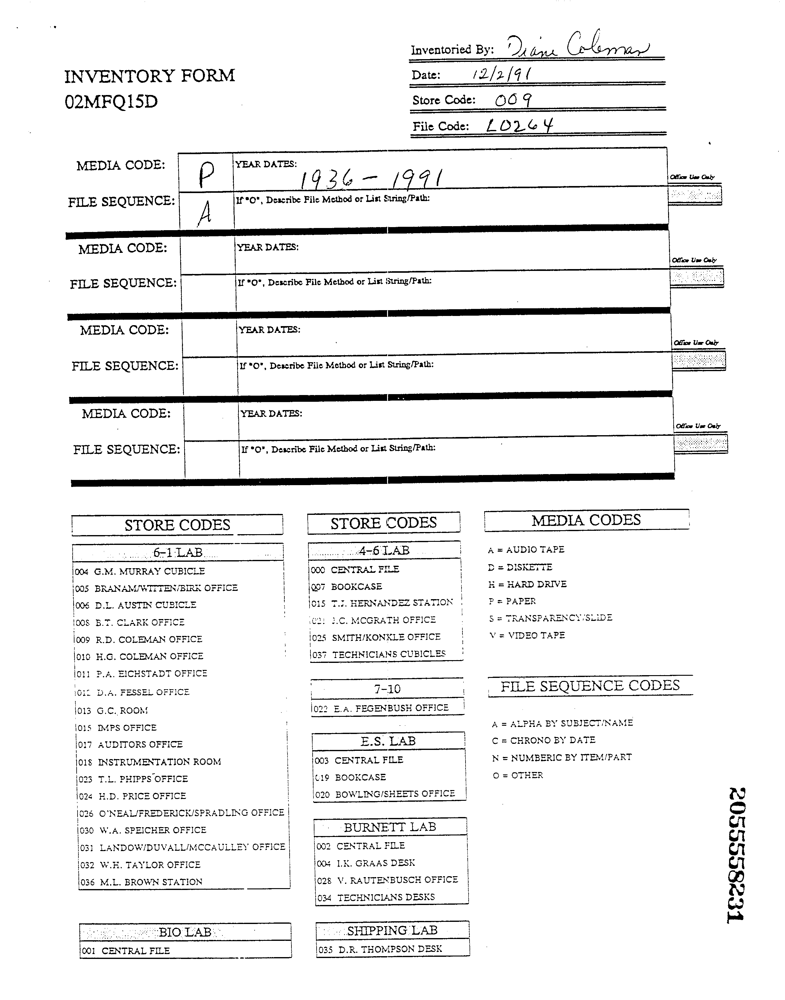 Inventoried By: Diane Coleman
INVENTORY FORM
Date: 12/2/91
02MFQ15D
Store Code: 009
File Code: L0264
MEDIA CODE: P YEAR DATES: 1936 - 1991
Office Use Only
FILE SEQUENCE: A If "O", Describe File Method or List String/Path:
MEDIA CODE: YEAR DATES:
Office Use Only
FILE SEQUENCE: If "O", Describe File Method or List String/Path:
MEDIA CODE: YEAR DATES:
Office Use Only
FILE SEQUENCE: If "O", Describe File Method or List String/Path:
MEDIA CODE: YEAR DATES:
Office Use Only
FILE SEQUENCE: If "O", Describe File Method or List String/Path:
STORE CODES
6-1 LAB
004 G.M. MURRAY CUBICLE
005 BRANAM/WITTEN/BIRK OFFICE
006 D.L. AUSTIN CUBICLE
008 B.T. CLARK OFFICE
009 R.D. COLEMAN OFFICE
010 H.G. COLEMAN OFFICE
011 P.A. EICHSTADT OFFICE
012 D.A. FESSEL OFFICE
013 G.C. ROOM
015 IMPS OFFICE
017 AUDITORS OFFICE
018 INSTRUMENTATION ROOM
023 T.L. PHIPPS OFFICE
024 H.D. PRICE OFFICE
026 O'NEAL/FREDERICK/SPRADLING OFFICE
030 W.A. SPEICHER OFFICE
031 LANDOW/DUVALL/MCCAULLEY OFFICE
032 W.H. TAYLOR OFFICE
036 M.L. BROWN STATION
BIO LAB
001 CENTRAL FILE
STORE CODES
4-6 LAB
000 CENTRAL FILE
007 BOOKCASE
015 T.J. HERNANDEZ STATION
021 J.C. MCGRATH OFFICE
025 SMITH/KONKLE OFFICE
037 TECHNICIANS CUBICLES
7-10
022 E.A. FEGENBUSH OFFICE
E.S. LAB
003 CENTRAL FILE
019 BOOKCASE
020 BOWLING/SHEETS OFFICE
BURNETT LAB
002 CENTRAL FILE
004 I.K. GRAAS DESK
028 V. RAUTENBUSCH OFFICE
034 TECHNICIANS DESKS
SHIPPING LAB
035 D.R. THOMPSON DESK
MEDIA CODES
A = AUDIO TAPE
D = DISKETTE
H = HARD DRIVE
P = PAPER
S = TRANSPARENCY/SLIDE
V = VIDEO TAPE
FILE SEQUENCE CODES
A = ALPHA BY SUBJECT/NAME
C = CHRONO BY DATE
N = NUMBERIC BY ITEM/PART
O = OTHER
2055558231